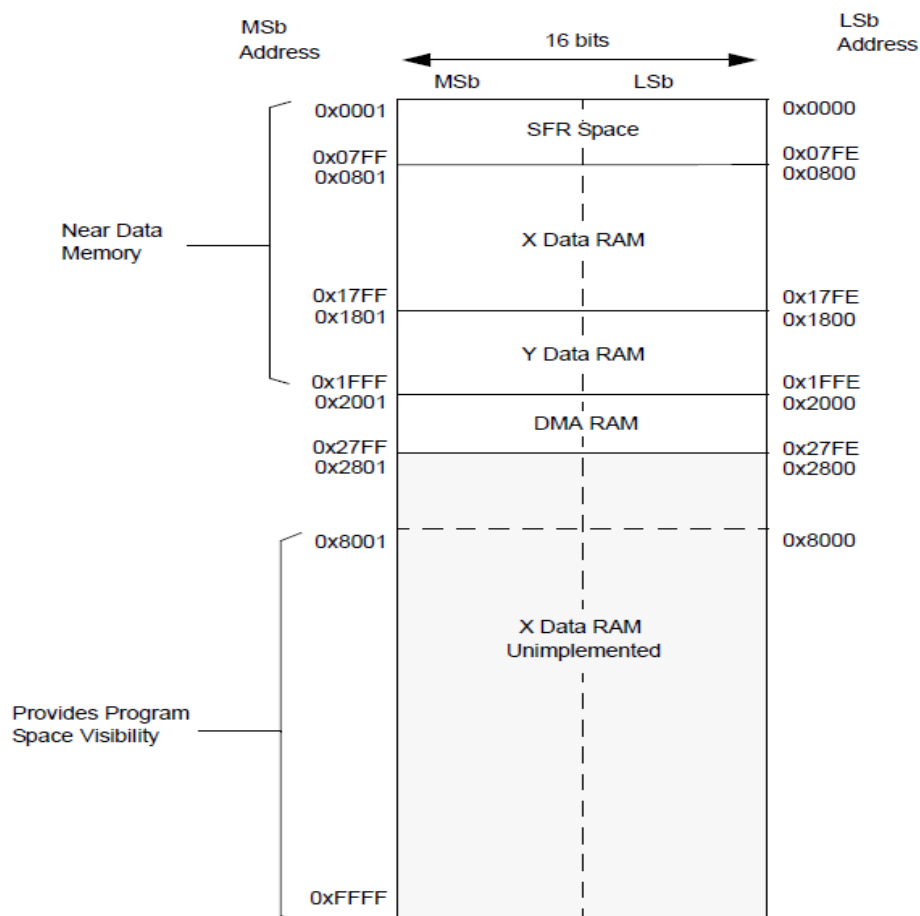 MSb
Address
LSb
Address
16 bits
MSb
LSb
0x0001
SFR Space
0x0000
0x07FF
0x07FE
0x0801
0x0800
Near Data
Memory
X Data RAM
0x17FF
0x17FE
0x1801
0x1800
Y Data RAM
0x1FFF
0x1FFE
0x2001
0x2000
DMA RAM
0x27FF
0x27FE
0x2801
0x2800
0x8001
0x8000
X Data RAM
Unimplemented
Provides Program
Space Visibility
0xFFFF